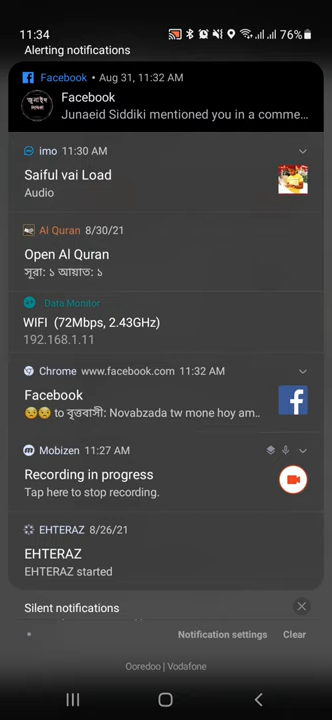 11:34
76%
Alerting notifications
Facebook • Aug 31, 11:32 AM
Facebook
Junaeid Siddiki mentioned you in a comme…
imo 11:30 AM
Saiful vai Load
Audio
Al Quran 8/30/21
Open Al Quran
সূরা: ১ আয়াত: ১
Data Monitor
WIFI (72Mbps, 2.43GHz)
192.168.1.11
Chrome www.facebook.com 11:32 AM
Facebook
😒😒 to বৃত্তবাসী: Novabzada tw mone hoy am..
Mobizen 11:27 AM
Recording in progress
Tap here to stop recording.
EHTERAZ 8/26/21
EHTERAZ
EHTERAZ started
Silent notifications
Notification settings Clear
Ooredoo | Vodafone